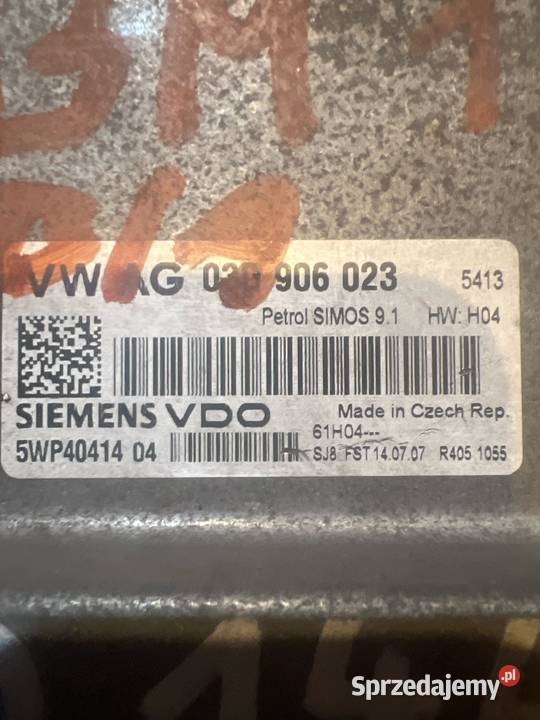 VW AG 03D 906 023 5413
Petrol SIMOS 9.1 HW: H04
SIEMENS VDO Made in Czech Rep.
61H04---
5WP40414 04 SJ8 FST 14.07.07 R405 1055
Sprzedajemy.pl